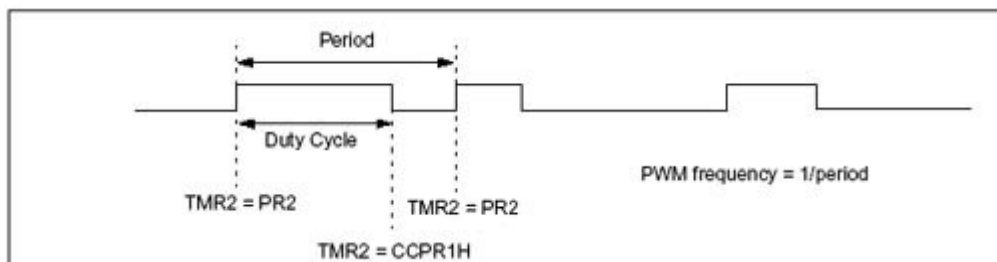 Period
Duty Cycle
PWM frequency = 1/period
TMR2 = PR2
TMR2 = PR2
TMR2 = CCPR1H